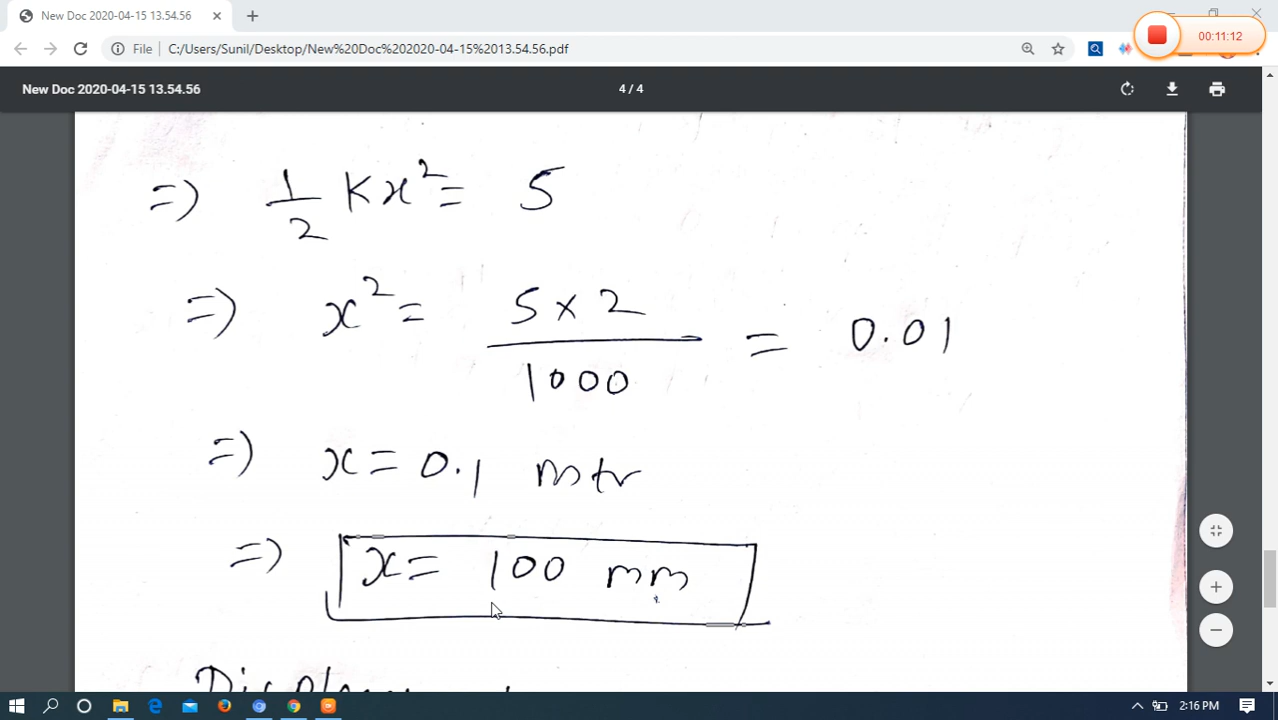 New Doc 2020-04-15 13.54.56
00:11:12
File C:/Users/Sunil/Desktop/New%20Doc%202020-04-15%2013.54.56.pdf
New Doc 2020-04-15 13.54.56 4 / 4
=) 1/2 Kx² = 5
=) x² = 5 x 2 / 1000 = 0.01
=) x = 0.1 mtr
=) x = 100 mm
2:16 PM